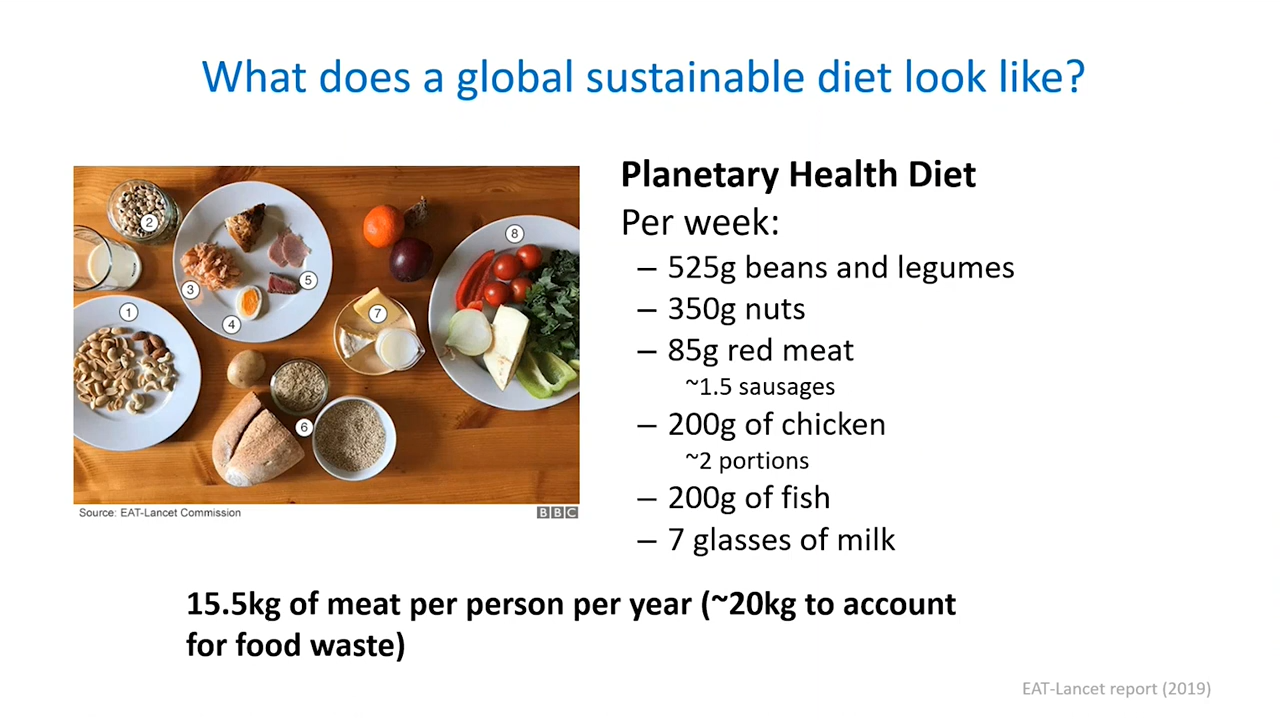 What does a global sustainable diet look like?
Planetary Health Diet
Per week:
– 525g beans and legumes
– 350g nuts
– 85g red meat
~1.5 sausages
– 200g of chicken
~2 portions
– 200g of fish
– 7 glasses of milk
1
2
3
4
5
6
7
8
Source: EAT-Lancet Commission
BBC
15.5kg of meat per person per year (~20kg to account
for food waste)
EAT-Lancet report (2019)